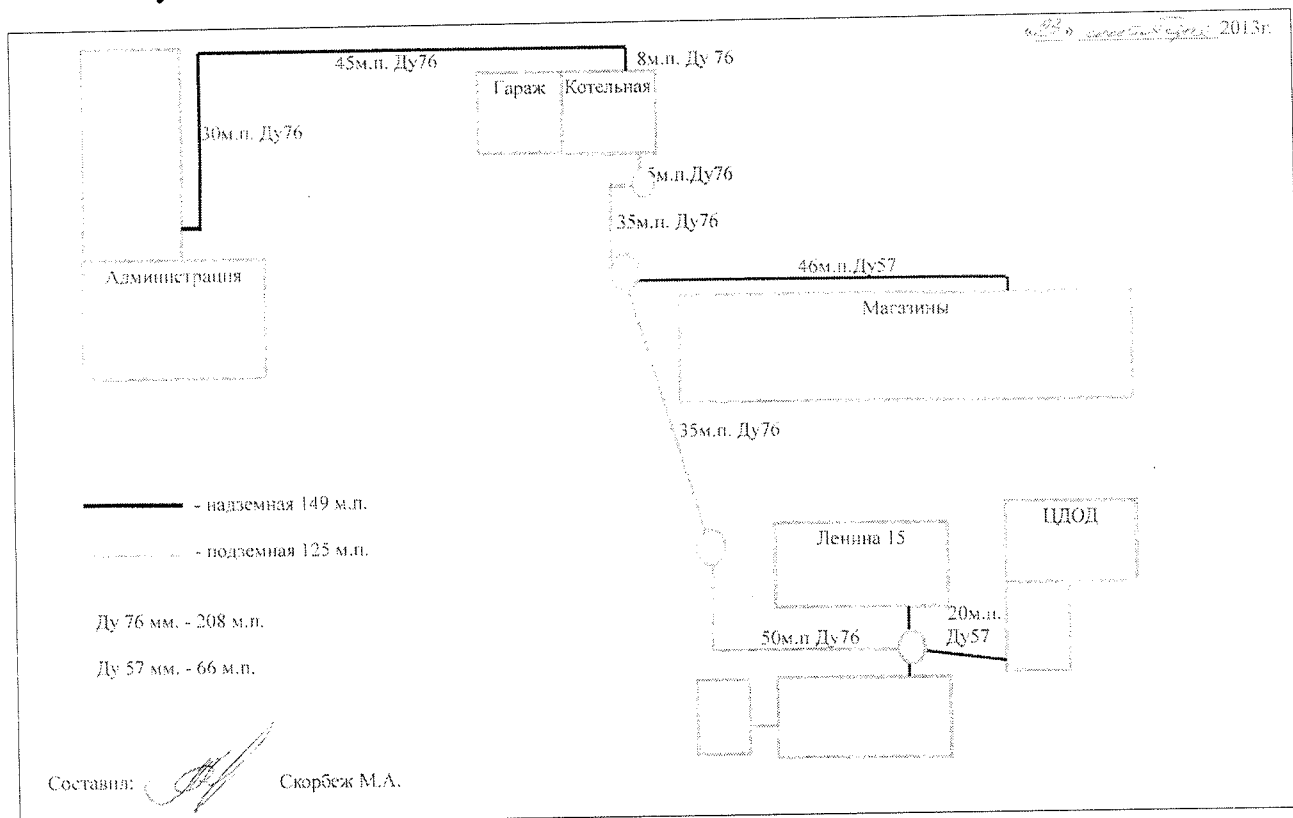 2013г.
45м.п. Ду76
8м.п. Ду 76
Гараж
Котельная
30м.п. Ду76
5м.п.Ду76
35м.п. Ду76
46м.п.Ду57
Администрация
Магазины
35м.п. Ду76
- надземная 149 м.п.
- подземная 125 м.п.
ЦДОД
Ленина 15
Ду 76 мм. - 208 м.п.
20м.п.
Ду57
50м.п Ду76
Ду 57 мм. - 66 м.п.
Составил:
Скорбеж М.А.